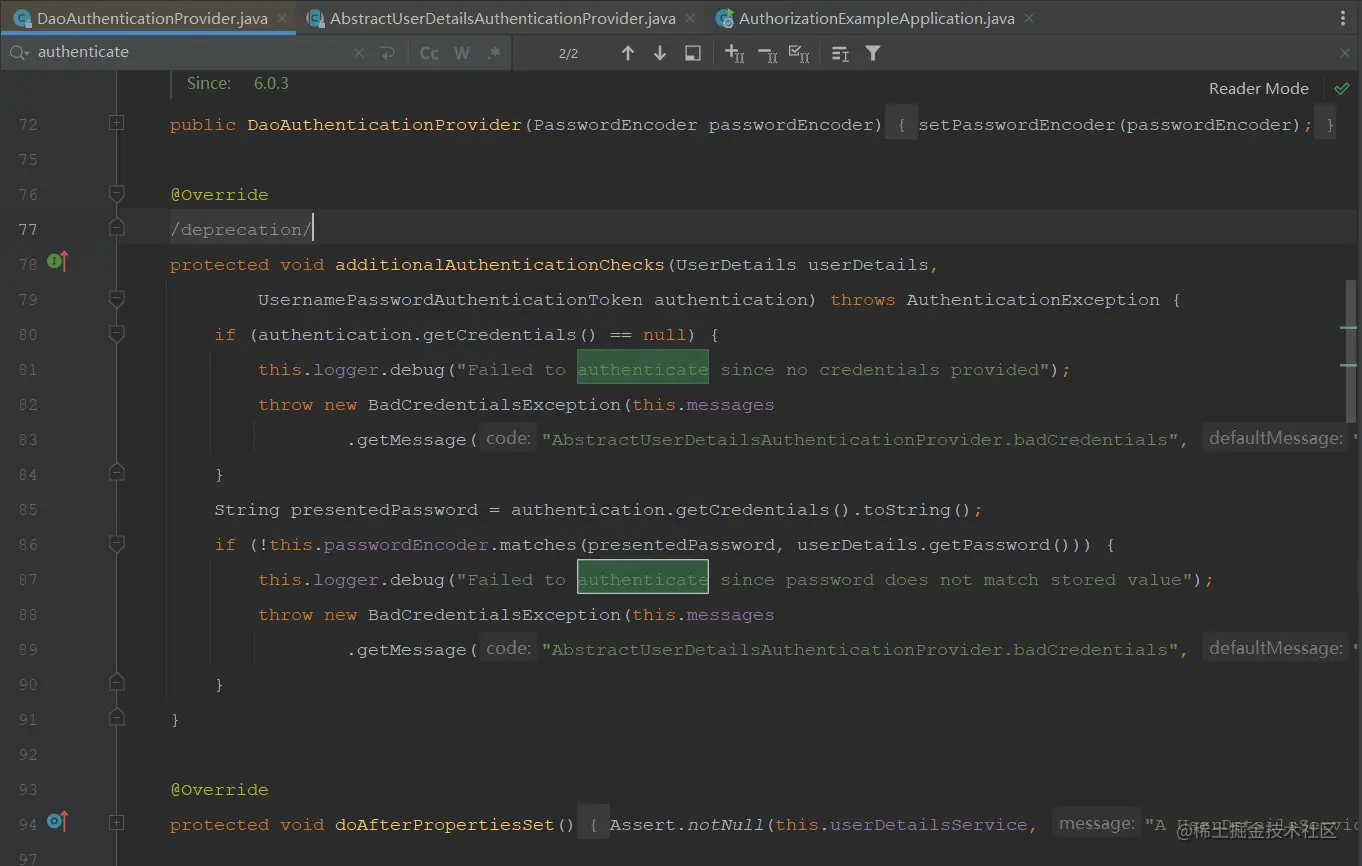 DaoAuthenticationProvider.java AbstractUserDetailsAuthenticationProvider.java AuthorizationExampleApplication.java
authenticate Cc W .* 2/2
Since: 6.0.3
Reader Mode
72 public DaoAuthenticationProvider(PasswordEncoder passwordEncoder) { setPasswordEncoder(passwordEncoder); }
75
76 @Override
77 /deprecation/
78 protected void additionalAuthenticationChecks(UserDetails userDetails,
79 UsernamePasswordAuthenticationToken authentication) throws AuthenticationException {
80 if (authentication.getCredentials() == null) {
81 this.logger.debug("Failed to authenticate since no credentials provided");
82 throw new BadCredentialsException(this.messages
83 .getMessage( code: "AbstractUserDetailsAuthenticationProvider.badCredentials", defaultMessage: "
84 }
85 String presentedPassword = authentication.getCredentials().toString();
86 if (!this.passwordEncoder.matches(presentedPassword, userDetails.getPassword())) {
87 this.logger.debug("Failed to authenticate since password does not match stored value");
88 throw new BadCredentialsException(this.messages
89 .getMessage( code: "AbstractUserDetailsAuthenticationProvider.badCredentials", defaultMessage: "
90 }
91 }
92
93 @Override
94 protected void doAfterPropertiesSet() { Assert.notNull(this.userDetailsService, message: "A UserDetailsServic
@稀土掘金技术社区
97